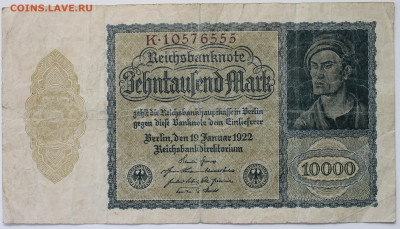 COINS.ЛАVE.RU
K·10576555
Reichsbanknote
Zehntausend Mark
zahlt die Reichsbankhauptkasse in Berlin
gegen diese Banknote dem Einlieferer
Berlin, den 19. Januar 1922
Reichsbankdirektorium
10000